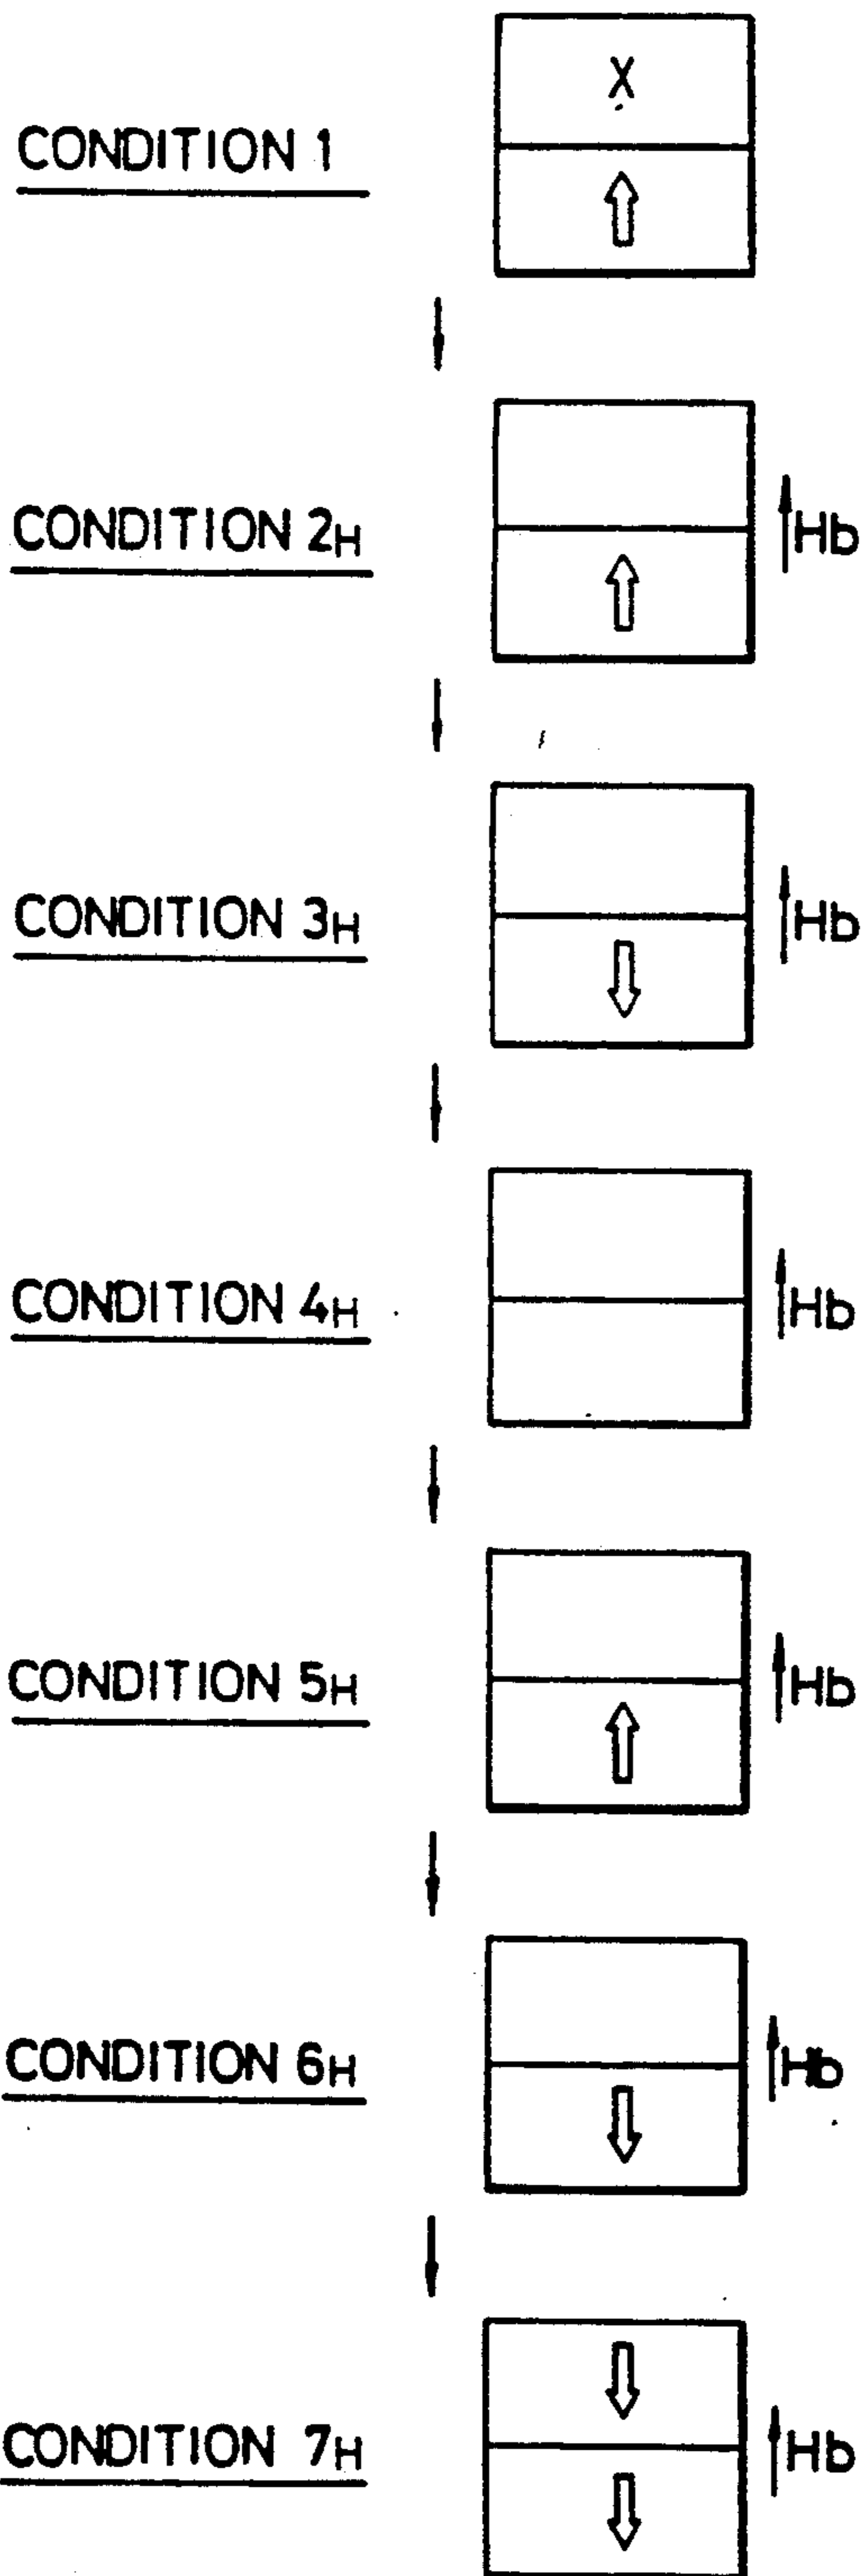 X
CONDITION 1
CONDITION 2H
Hb
CONDITION 3H
Hb
CONDITION 4H
Hb
CONDITION 5H
Hb
CONDITION 6H
Hb
CONDITION 7H
Hb